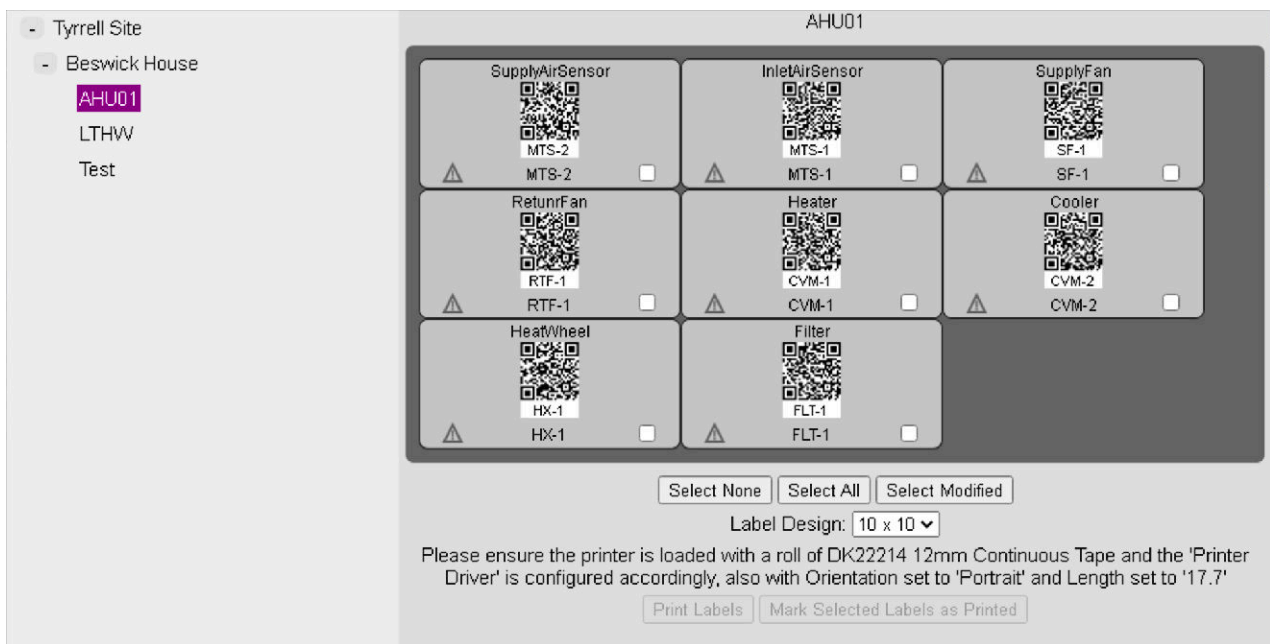 - Tyrrell Site
- Beswick House
AHU01
LTHW
Test
AHU01
SupplyAirSensor
MTS-2
MTS-2
InletAirSensor
MTS-1
MTS-1
SupplyFan
SF-1
SF-1
RetunrFan
RTF-1
RTF-1
Heater
CVM-1
CVM-1
Cooler
CVM-2
CVM-2
HeatWheel
HX-1
HX-1
Filter
FLT-1
FLT-1
Select None Select All Select Modified
Label Design: 10 x 10
Please ensure the printer is loaded with a roll of DK22214 12mm Continuous Tape and the 'Printer
Driver' is configured accordingly, also with Orientation set to 'Portrait' and Length set to '17.7'
Print Labels Mark Selected Labels as Printed